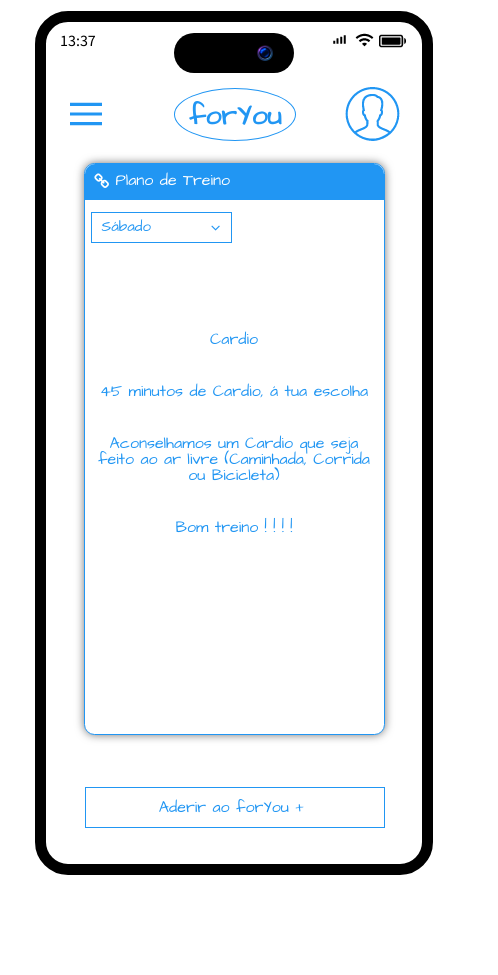 13:37
forYou
Plano de Treino
Sábado
Cardio
45 minutos de Cardio, á tua escolha
Aconselhamos um Cardio que seja
feito ao ar livre (Caminhada, Corrida
ou Bicicleta)
Bom treino !!!!
Aderir ao forYou +